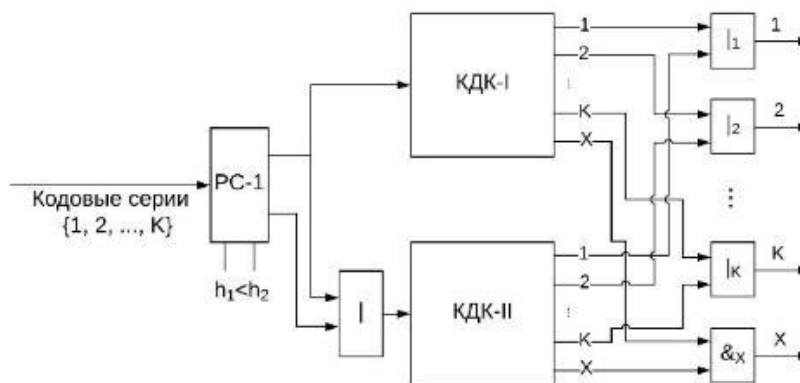 Кодовые серии
{1, 2, ..., K}
РС-1
h₁<h₂
|
КДК-I
1
2
⋮
K
X
КДК-II
1
2
⋮
K
X
|₁
1
|₂
2
⋮
|K
K
&X
X